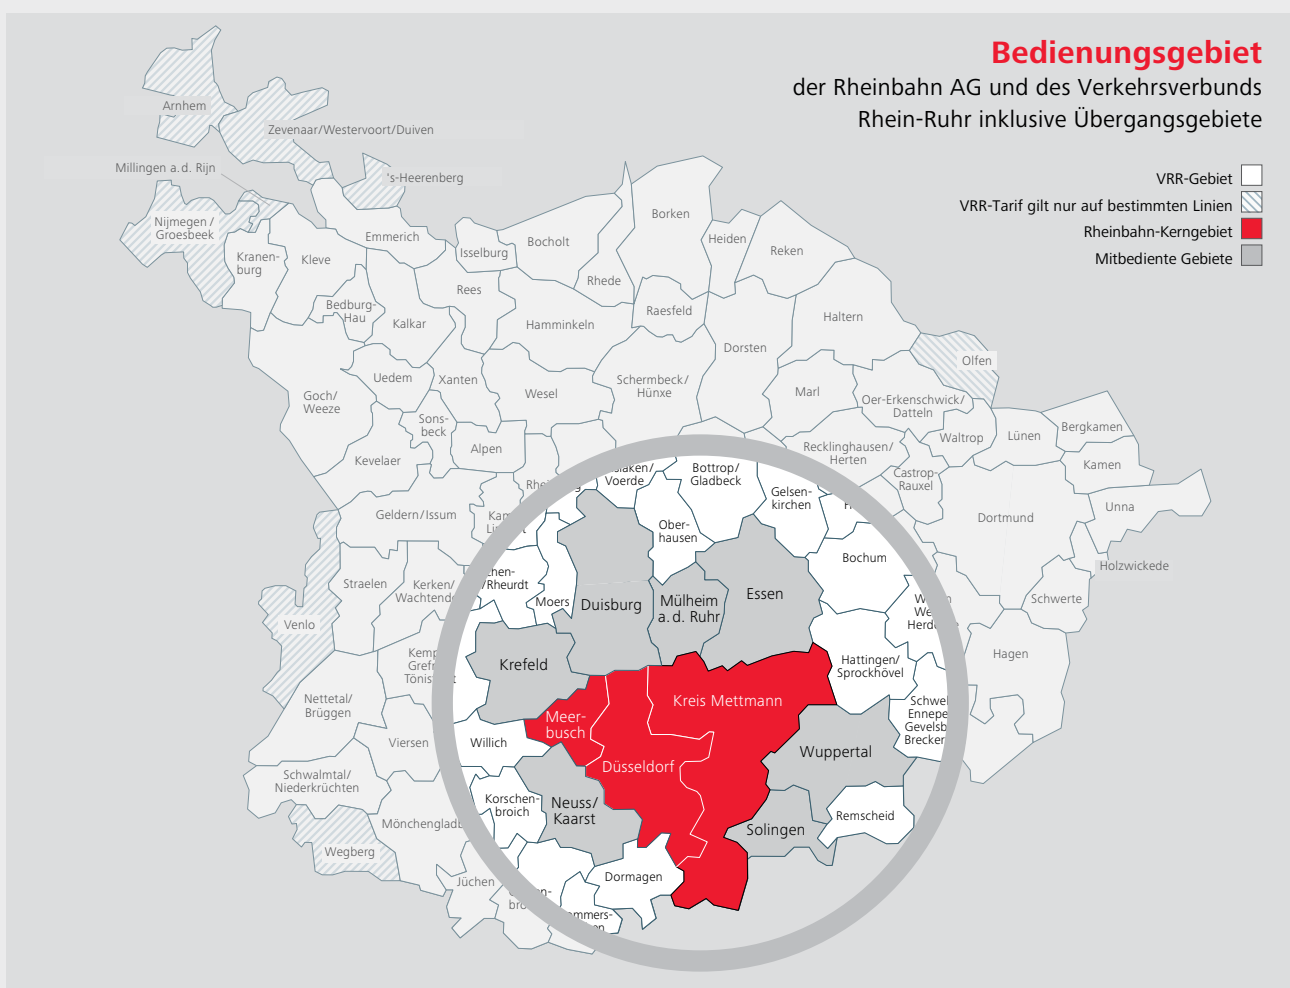 Bedienungsgebiet
der Rheinbahn AG und des Verkehrsverbunds
Rhein-Ruhr inklusive Übergangsgebiete
VRR-Gebiet
VRR-Tarif gilt nur auf bestimmten Linien
Rheinbahn-Kerngebiet
Mitbediente Gebiete
Arnhem
Zevenaar/Westervoort/Duiven
Millingen a.d. Rijn
's-Heerenberg
Nijmegen /
Groesbeek
Kranen-
burg
Kleve
Emmerich
Isselburg
Bocholt
Borken
Heiden
Reken
Rhede
Rees
Bedburg-
Hau
Kalkar
Hamminkeln
Raesfeld
Haltern
Dorsten
Olfen
Uedem
Xanten
Wesel
Schermbeck/
Hünxe
Marl
Oer-Erkenschwick/
Datteln
Goch/
Weeze
Sons-
beck
Alpen
Waltrop
Lünen
Bergkamen
Kevelaer
Recklinghausen/
Herten
Castrop-
Rauxel
Kamen
Unna
Geldern/Issum
Dortmund
Holzwickede
Straelen
Kerken/
Schwerte
Venlo
Hagen
Nettetal/
Brüggen
Viersen
Schwalmtal/
Niederkrüchten
Wegberg
Jüchen
Voerde
Bottrop/
Gladbeck
Gelsen-
kirchen
Ober-
hausen
Bochum
Moers
Duisburg
Mülheim
a. d. Ruhr
Essen
Krefeld
Hattingen/
Sprockhövel
Meer-
busch
Kreis Mettmann
Willich
Düsseldorf
Wuppertal
Korschen-
broich
Neuss/
Kaarst
Solingen
Remscheid
Dormagen